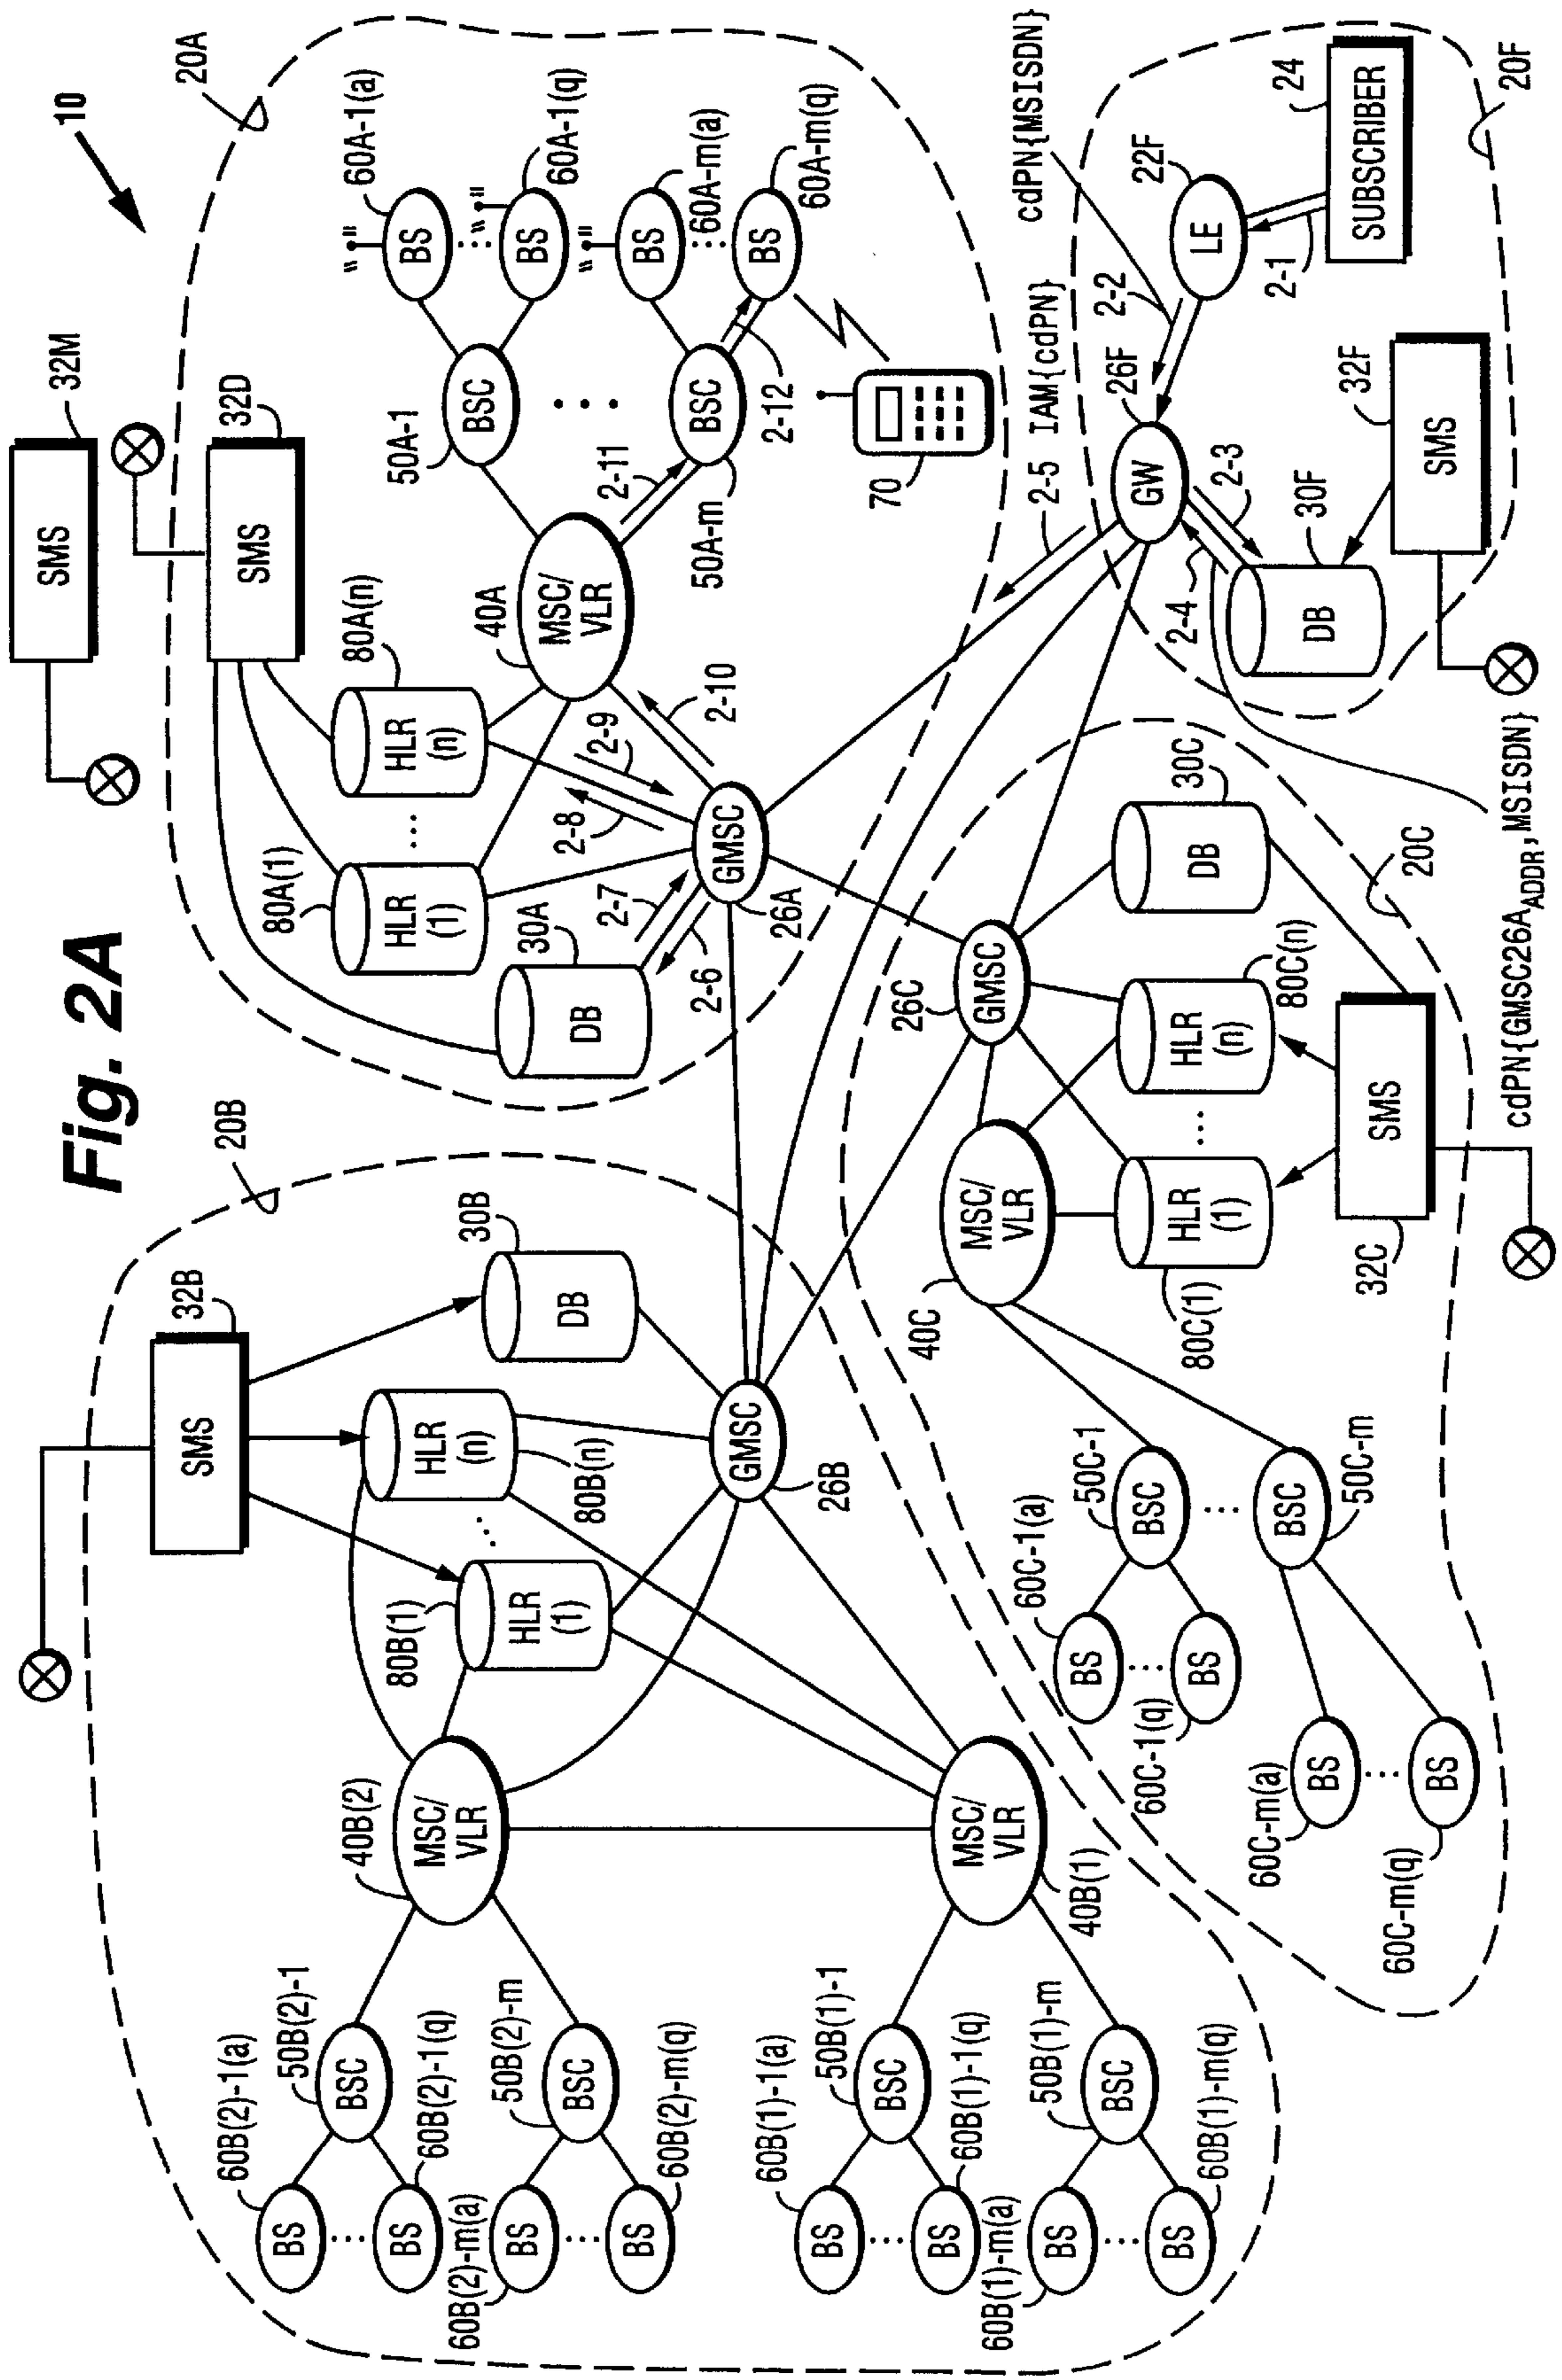 Fig. 2A
10
20B
32B
SMS
30B
DB
HLR
(n)
80B(n)
...
80B(1)
HLR
(1)
GMSC
26B
40B(2)
MSC/
VLR
MSC/
VLR
40B(1)
60B(2)-1(a)
50B(2)-1
BSC
BS
...
BS
60B(2)-1(q)
50B(2)-m
BSC
60B(2)-m(a)
BS
...
BS
60B(2)-m(q)
60B(1)-1(a)
50B(1)-1
BSC
BS
...
BS
60B(1)-1(q)
50B(1)-m
BSC
60B(1)-m(a)
BS
...
BS
60B(1)-m(q)
SMS
32M
20A
SMS
32D
80A(n)
HLR
(n)
...
80A(1)
HLR
(1)
30A
DB
2-7
2-6
2-8
2-9
2-10
GMSC
26A
40A
MSC/
VLR
2-11
50A-1
BSC
...
BSC
50A-m
2-12
60A-1(a)
BS
...
BS
60A-1(q)
BS
60A-m(a)
...
BS
60A-m(q)
70
20C
26C
GMSC
30C
DB
40C
MSC/
VLR
80C(n)
HLR
(n)
...
HLR
(1)
80C(1)
SMS
32C
50C-1
BSC
...
BSC
50C-m
60C-1(a)
BS
...
BS
60C-1(q)
60C-m(a)
BS
...
BS
60C-m(q)
cdPN{MSISDN}
20F
22F
LE
24
SUBSCRIBER
2-1
2-2
26F
GW
2-5 IAM{cdPN}
2-3
2-4
30F
DB
32F
SMS
cdPN{GMSC26A ADDR,MSISDN}